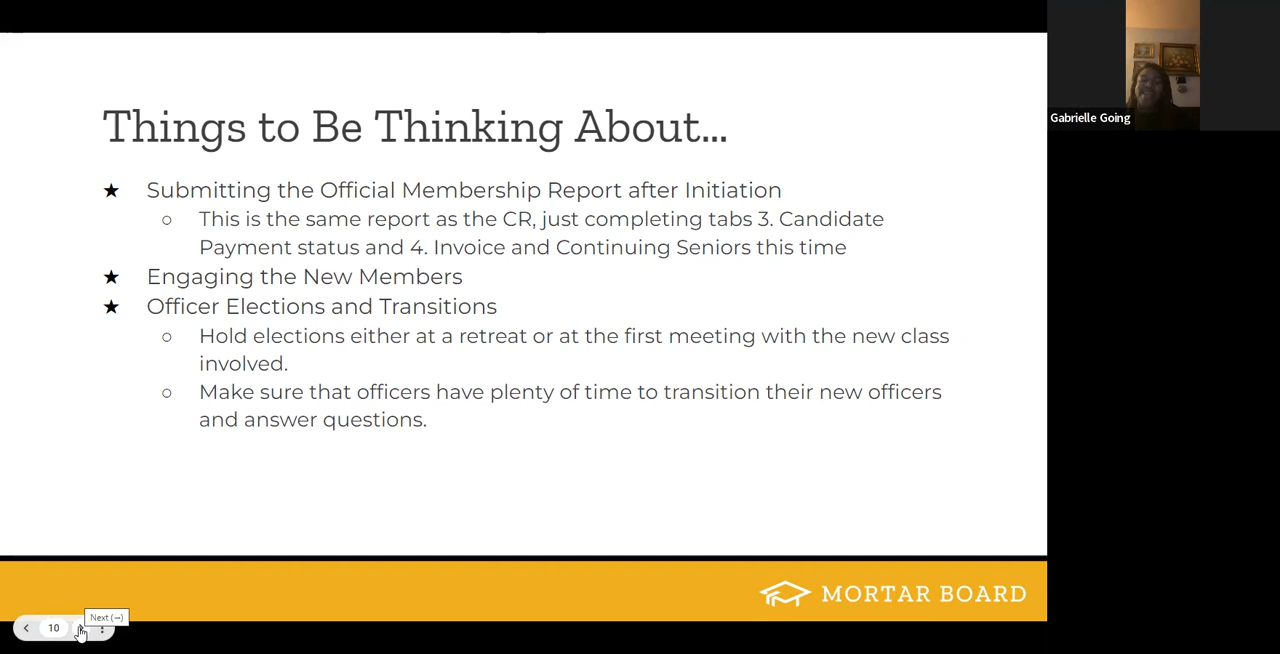 Things to Be Thinking About...
★ Submitting the Official Membership Report after Initiation
○ This is the same report as the CR, just completing tabs 3. Candidate
Payment status and 4. Invoice and Continuing Seniors this time
★ Engaging the New Members
★ Officer Elections and Transitions
○ Hold elections either at a retreat or at the first meeting with the new class
involved.
○ Make sure that officers have plenty of time to transition their new officers
and answer questions.
MORTAR BOARD
Next (→)
10
Gabrielle Going